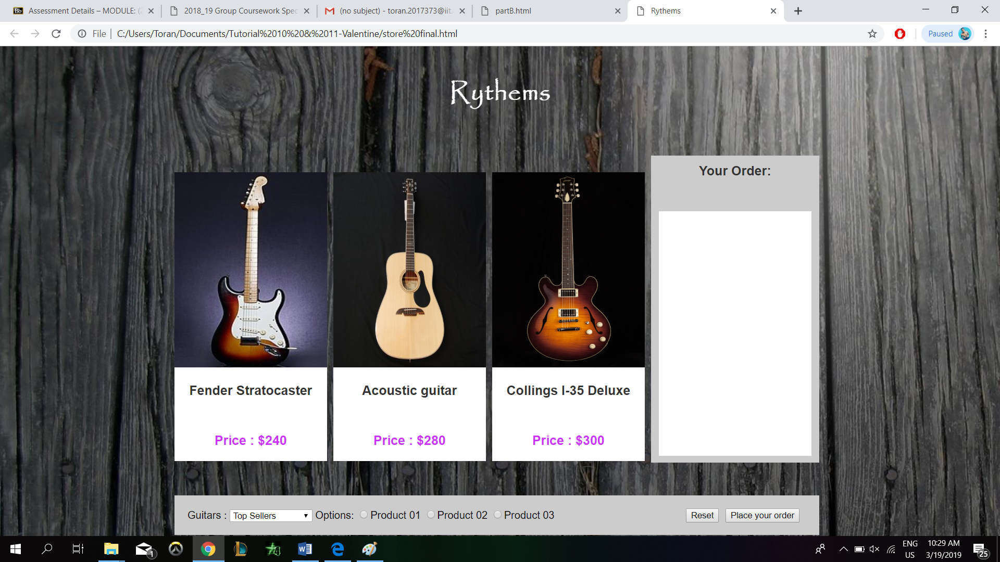 Assessment Details – MODULE: (2
2018_19 Group Coursework Spec
(no subject) - toran.2017373@iit.
partB.html
Rythems
File
C:/Users/Toran/Documents/Tutorial%2010%20&%2011-Valentine/store%20final.html
Paused
Rythems
Your Order:
Fender Stratocaster
Acoustic guitar
Collings I-35 Deluxe
Price : $240
Price : $280
Price : $300
Guitars : Top Sellers Options: Product 01 Product 02 Product 03 Reset Place your order
1
ENG
US
10:29 AM
3/19/2019
25